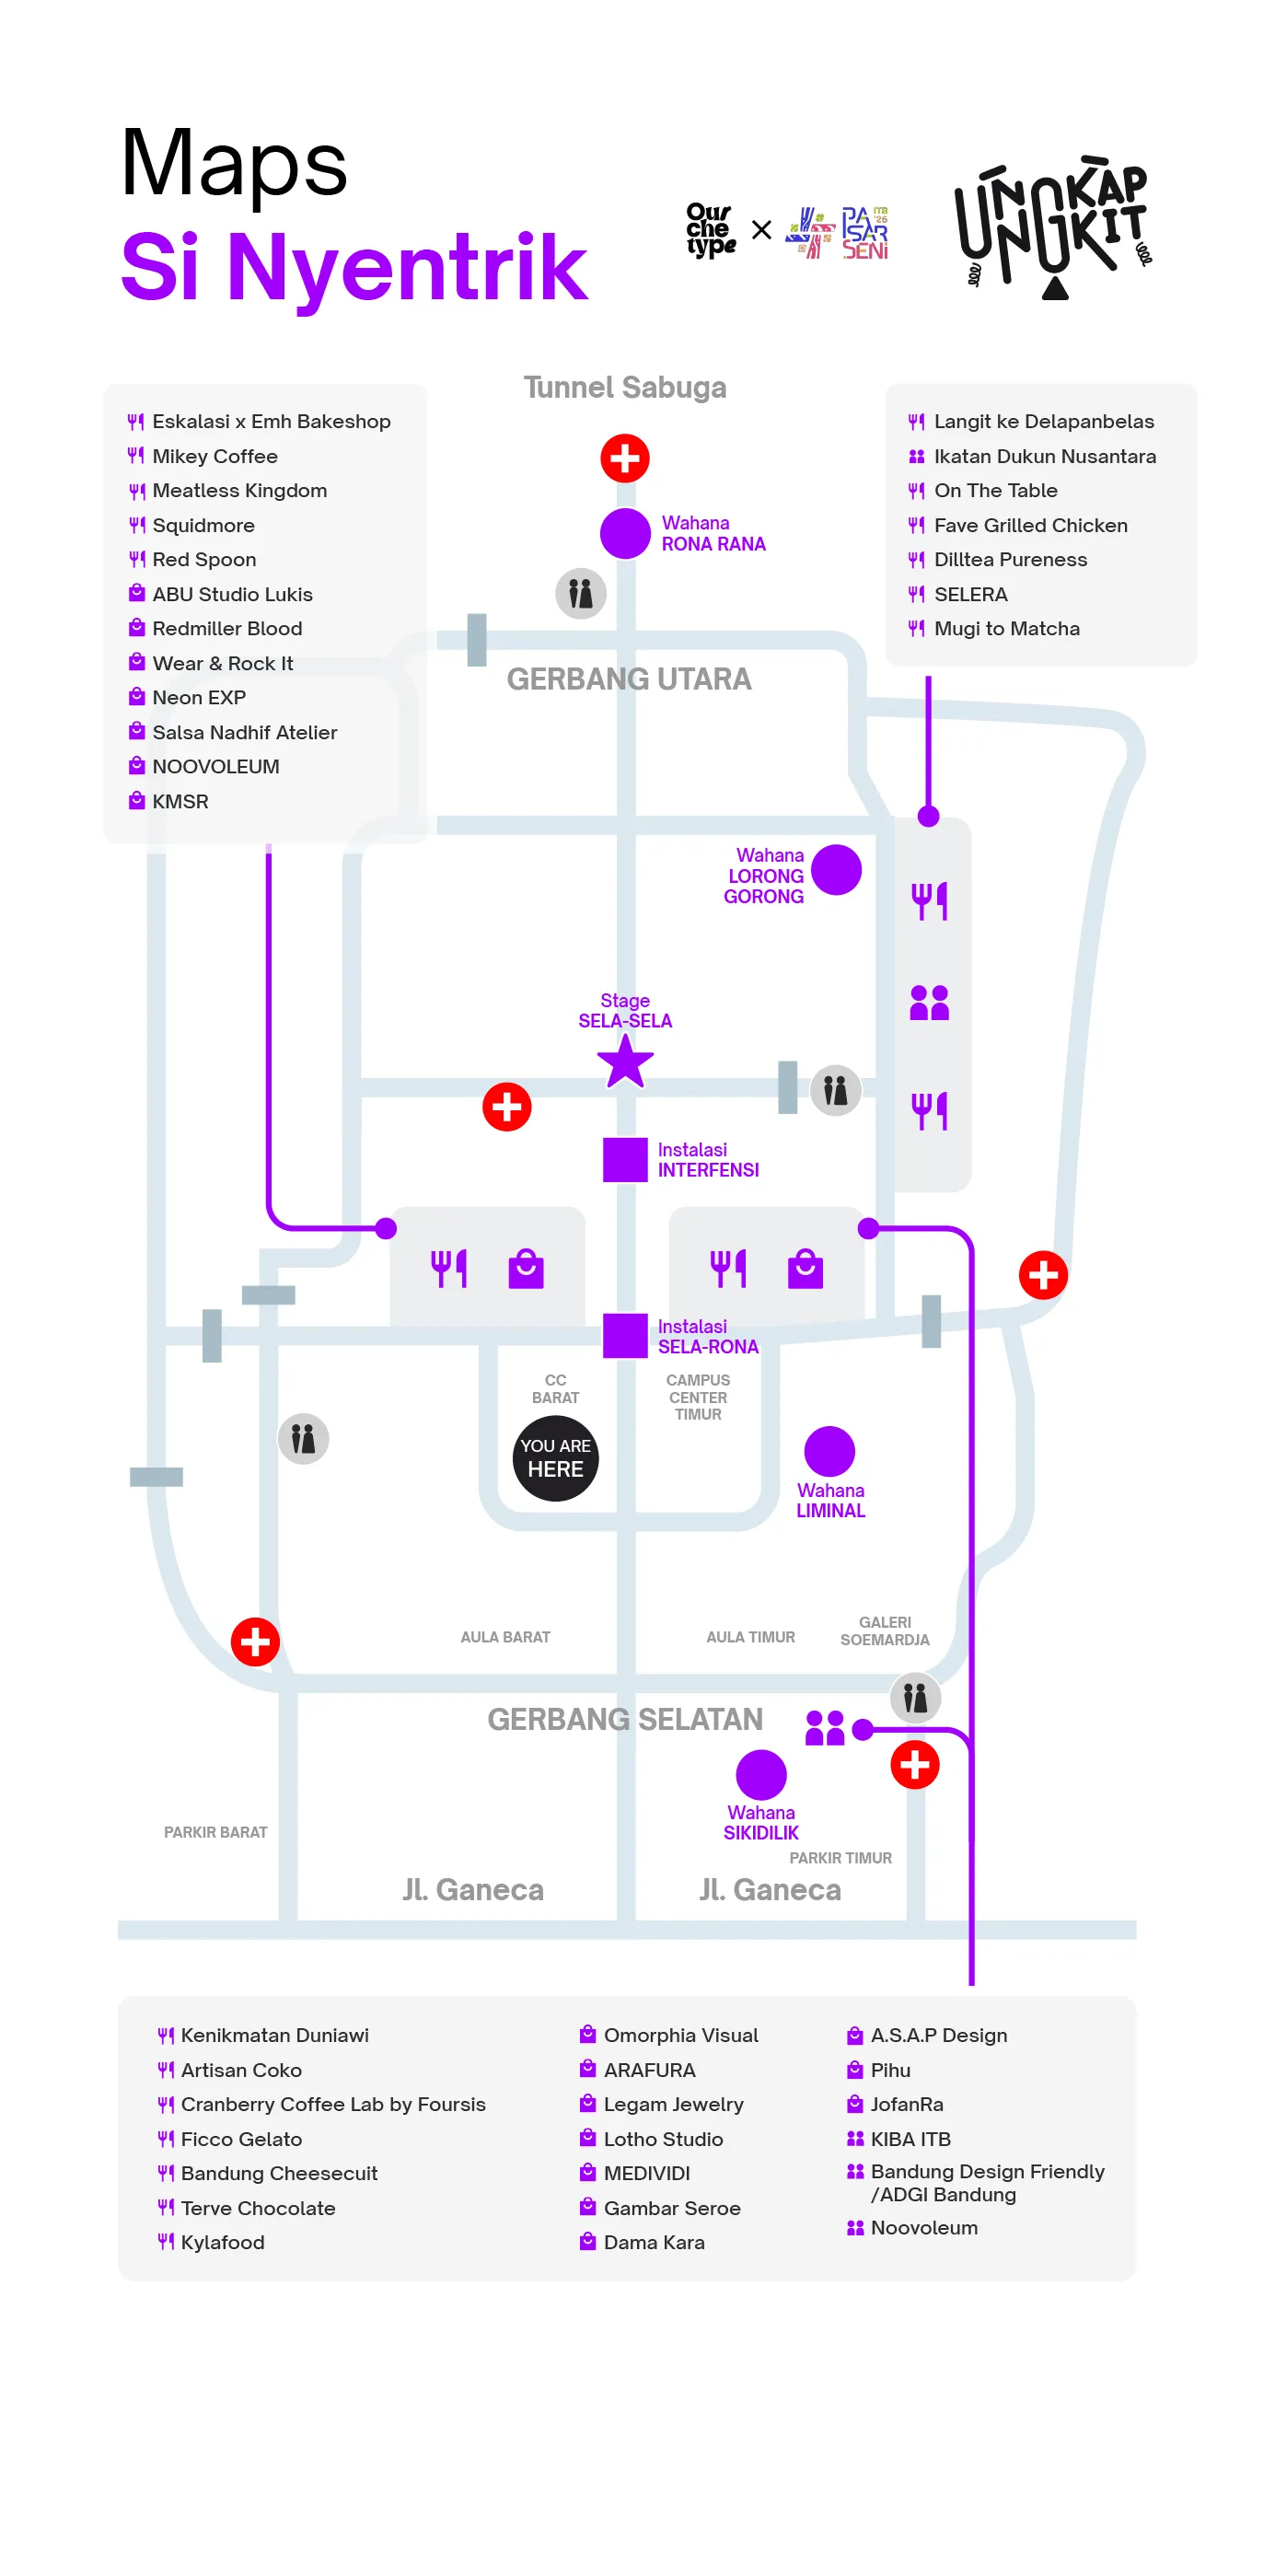 Maps
Si Nyentrik
Our
che
type
PA
SAR
SENI
ITB
'25
UNGKAP
UNGKIT
Tunnel Sabuga
Eskalasi x Emh Bakeshop
Mikey Coffee
Meatless Kingdom
Squidmore
Red Spoon
ABU Studio Lukis
Redmiller Blood
Wear & Rock It
Neon EXP
Salsa Nadhif Atelier
NOOVOLEUM
KMSR
Langit ke Delapanbelas
Ikatan Dukun Nusantara
On The Table
Fave Grilled Chicken
Dilltea Pureness
SELERA
Mugi to Matcha
Wahana
RONA RANA
GERBANG UTARA
Wahana
LORONG
GORONG
Stage
SELA-SELA
Instalasi
INTERFENSI
Instalasi
SELA-RONA
CC
BARAT
CAMPUS
CENTER
TIMUR
YOU ARE
HERE
Wahana
LIMINAL
AULA BARAT
AULA TIMUR
GALERI
SOEMARDJA
GERBANG SELATAN
Wahana
SIKIDILIK
PARKIR BARAT
PARKIR TIMUR
Jl. Ganeca
Jl. Ganeca
Kenikmatan Duniawi
Artisan Coko
Cranberry Coffee Lab by Foursis
Ficco Gelato
Bandung Cheesecuit
Terve Chocolate
Kylafood
Omorphia Visual
ARAFURA
Legam Jewelry
Lotho Studio
MEDIVIDI
Gambar Seroe
Dama Kara
A.S.A.P Design
Pihu
JofanRa
KIBA ITB
Bandung Design Friendly
/ADGI Bandung
Noovoleum